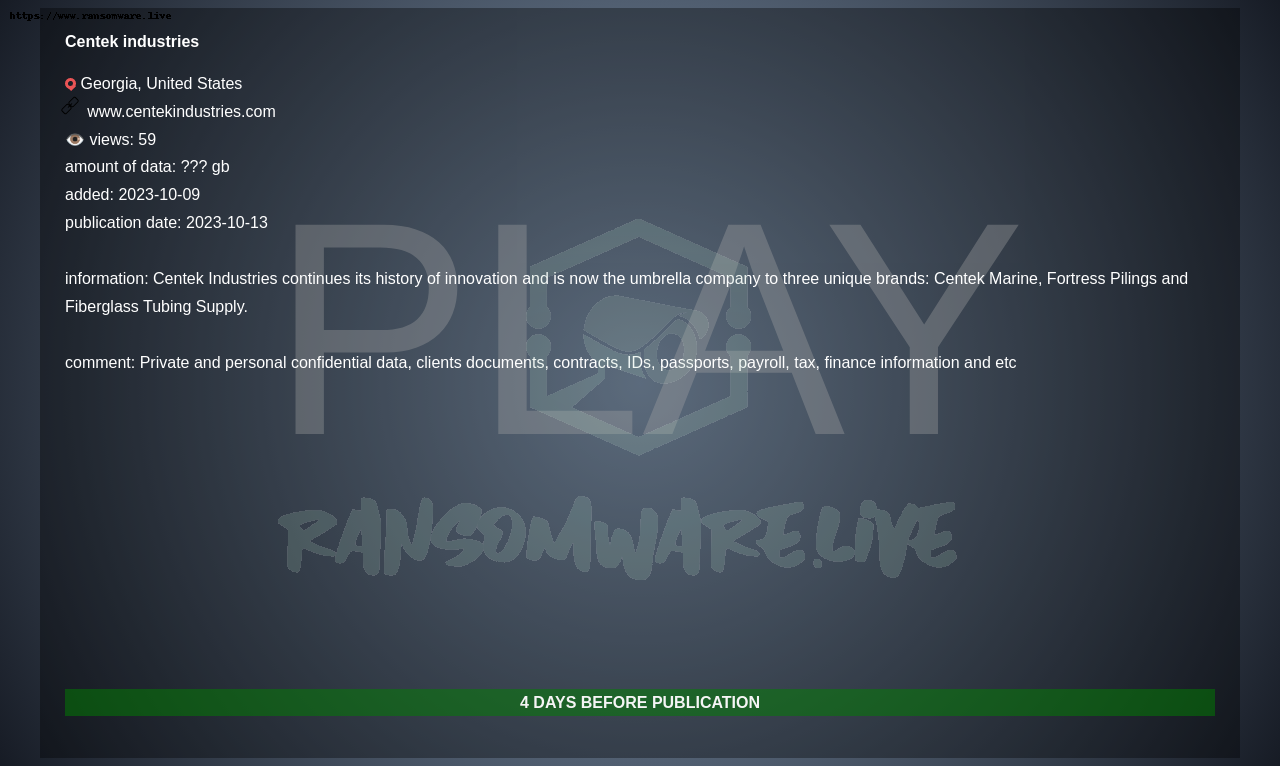 https://www.ransomware.live
Centek industries
Georgia, United States
www.centekindustries.com
views: 59
amount of data: ??? gb
added: 2023-10-09
publication date: 2023-10-13
PLAY
information: Centek Industries continues its history of innovation and is now the umbrella company to three unique brands: Centek Marine, Fortress Pilings and
Fiberglass Tubing Supply.
comment: Private and personal confidential data, clients documents, contracts, IDs, passports, payroll, tax, finance information and etc
RANSOMWARE.LIVE
4 DAYS BEFORE PUBLICATION